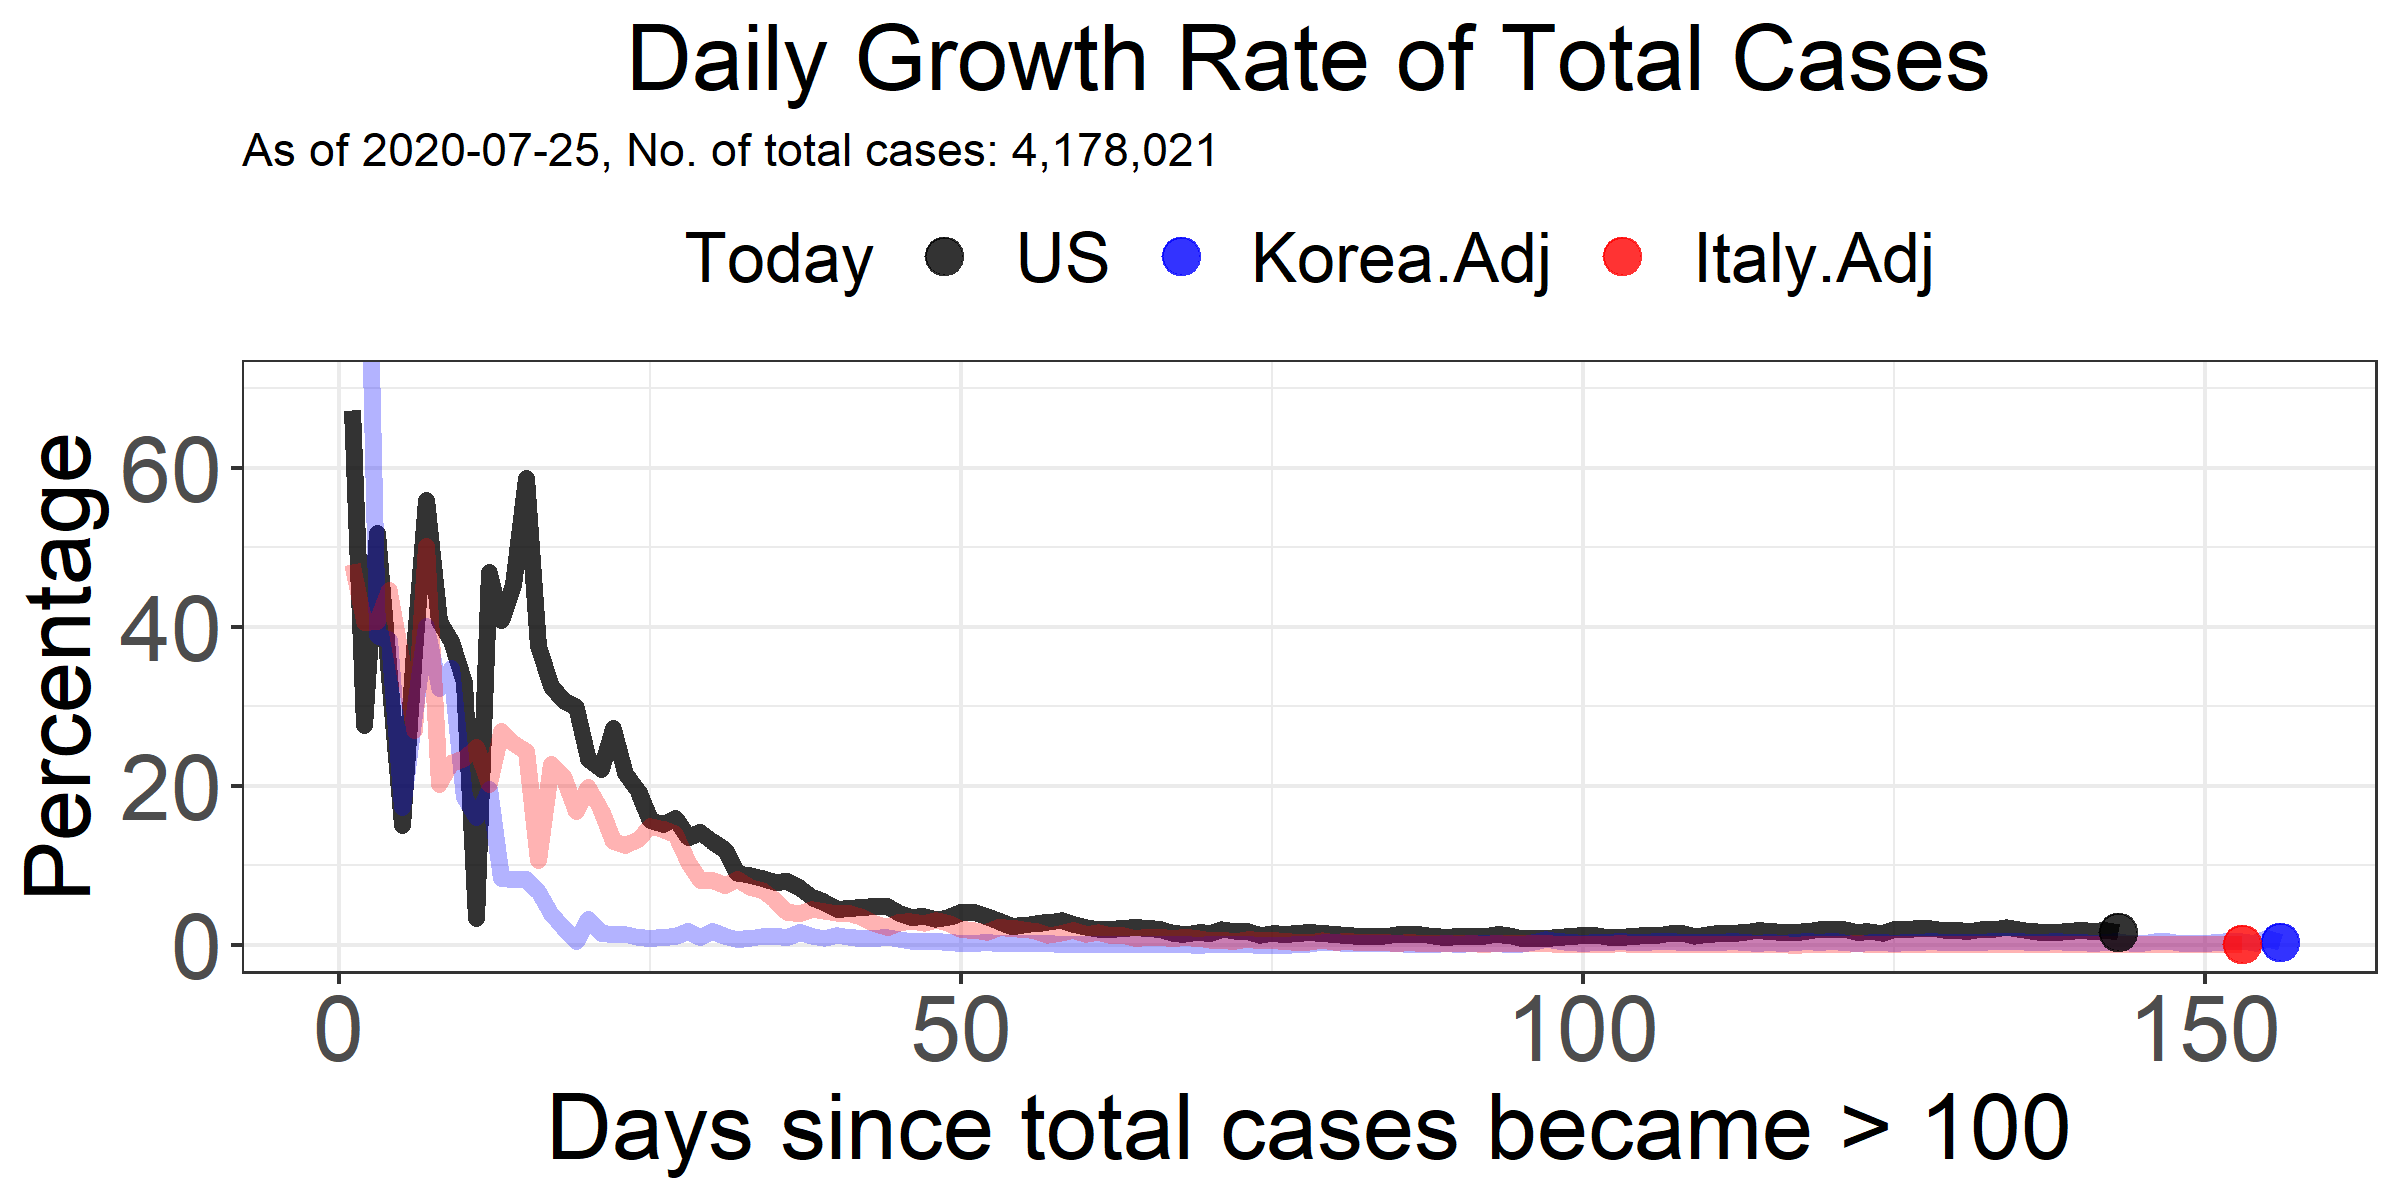 Daily Growth Rate of Total Cases
As of 2020-07-25, No. of total cases: 4,178,021
Today US Korea.Adj Italy.Adj
Percentage
60
40
20
0
0 50 100 150
Days since total cases became > 100